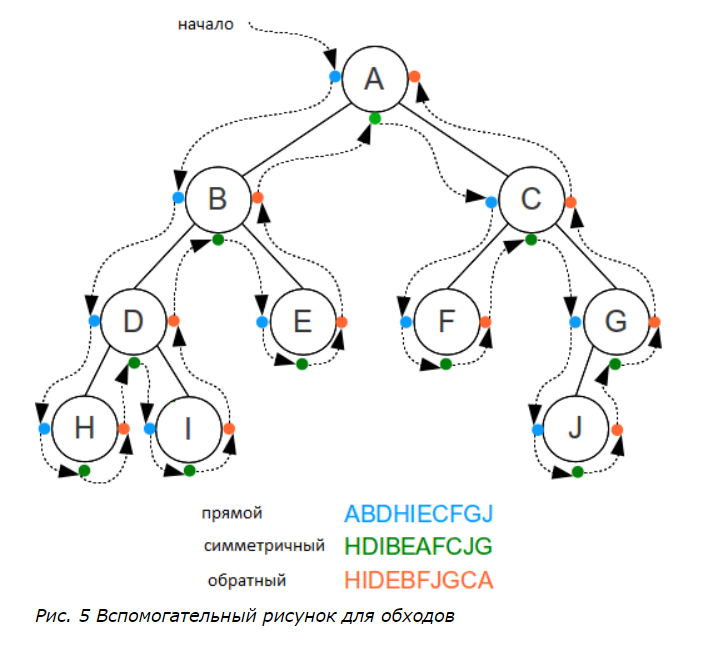 начало
A
B
C
D
E
F
G
H
I
J
прямой ABDHIECFGJ
симметричный HDIBEAFCJG
обратный HIDEBFJGCA
Рис. 5 Вспомогательный рисунок для обходов